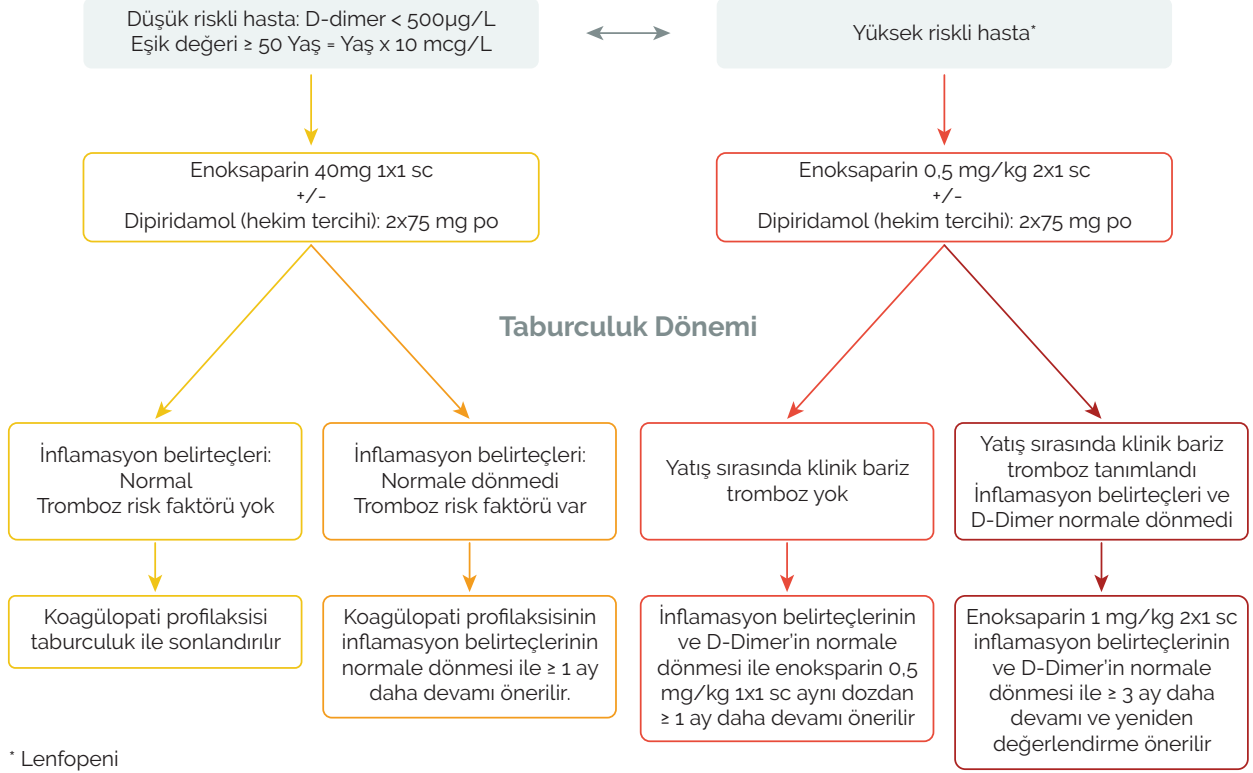 Düşük riskli hasta: D-dimer < 500µg/L
Eşik değeri ≥ 50 Yaş = Yaş x 10 mcg/L
Yüksek riskli hasta*
Enoksaparin 40mg 1x1 sc
+/-
Dipiridamol (hekim tercihi): 2x75 mg po
Enoksaparin 0,5 mg/kg 2x1 sc
+/-
Dipiridamol (hekim tercihi): 2x75 mg po
Taburculuk Dönemi
İnflamasyon belirteçleri:
Normal
Tromboz risk faktörü yok
İnflamasyon belirteçleri:
Normale dönmedi
Tromboz risk faktörü var
Yatış sırasında klinik bariz
tromboz yok
Yatış sırasında klinik bariz
tromboz tanımlandı
İnflamasyon belirteçleri ve
D-Dimer normale dönmedi
Koagülopati profilaksisi
taburculuk ile sonlandırılır
Koagülopati profilaksisinin
inflamasyon belirteçlerinin
normale dönmesi ile ≥ 1 ay
daha devamı önerilir.
İnflamasyon belirteçlerinin
ve D-Dimer'in normale
dönmesi ile enoksparin 0,5
mg/kg 1x1 sc aynı dozdan
≥ 1 ay daha devamı önerilir
Enoksaparin 1 mg/kg 2x1 sc
inflamasyon belirteçlerinin
ve D-Dimer'in normale
dönmesi ile ≥ 3 ay daha
devamı ve yeniden
değerlendirme önerilir
* Lenfopeni